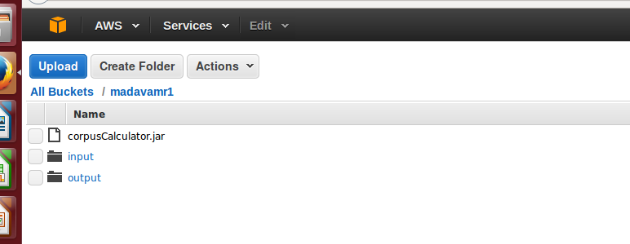 AWS Services Edit
Upload Create Folder Actions
All Buckets / madavamr1
Name
corpusCalculator.jar
input
output